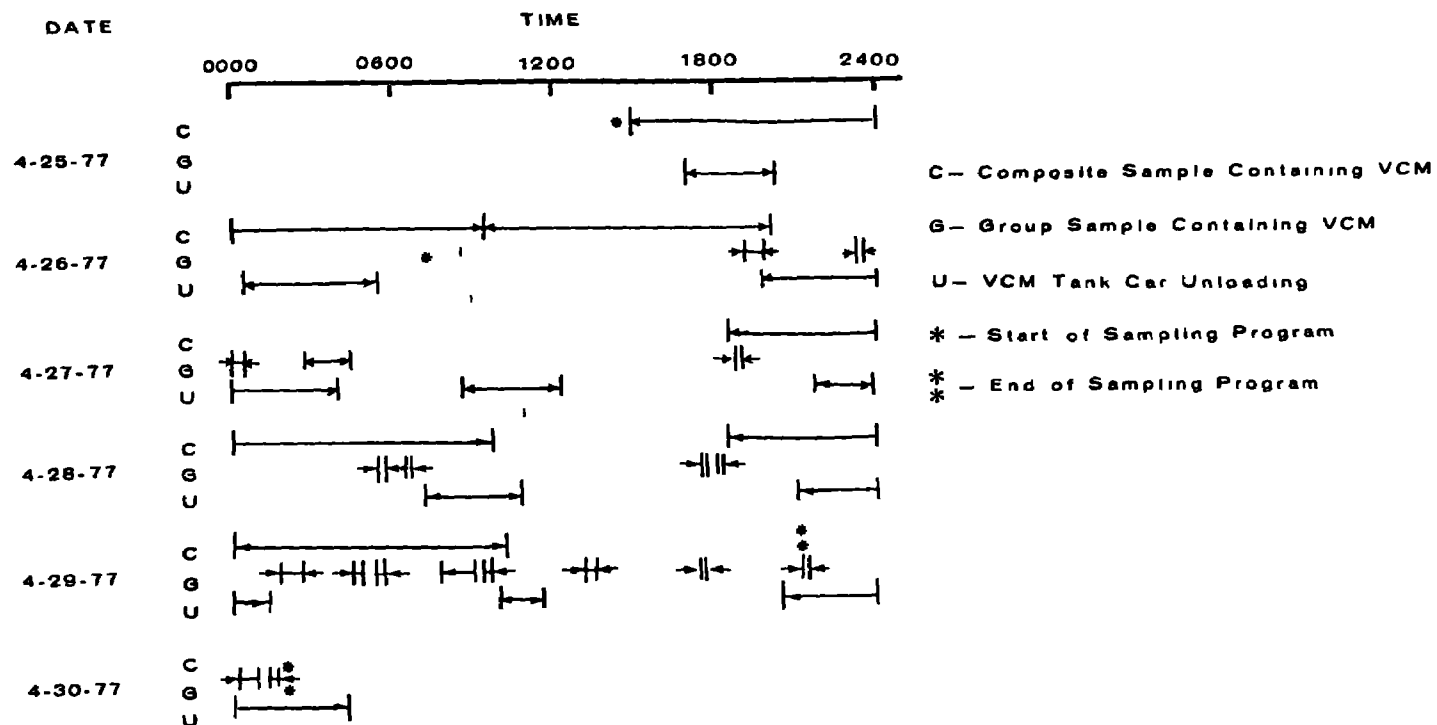 DATE
TIME
0000 0600 1200 1800 2400
C
4-25-77 G
U
C – Composite Sample Containing VCM
C
G – Group Sample Containing VCM
4-26-77 G
U
U – VCM Tank Car Unloading
C
* – Start of Sampling Program
4-27-77 G
U
** – End of Sampling Program
C
4-28-77 G
U
C
4-29-77 G
U
C
4-30-77 G
U